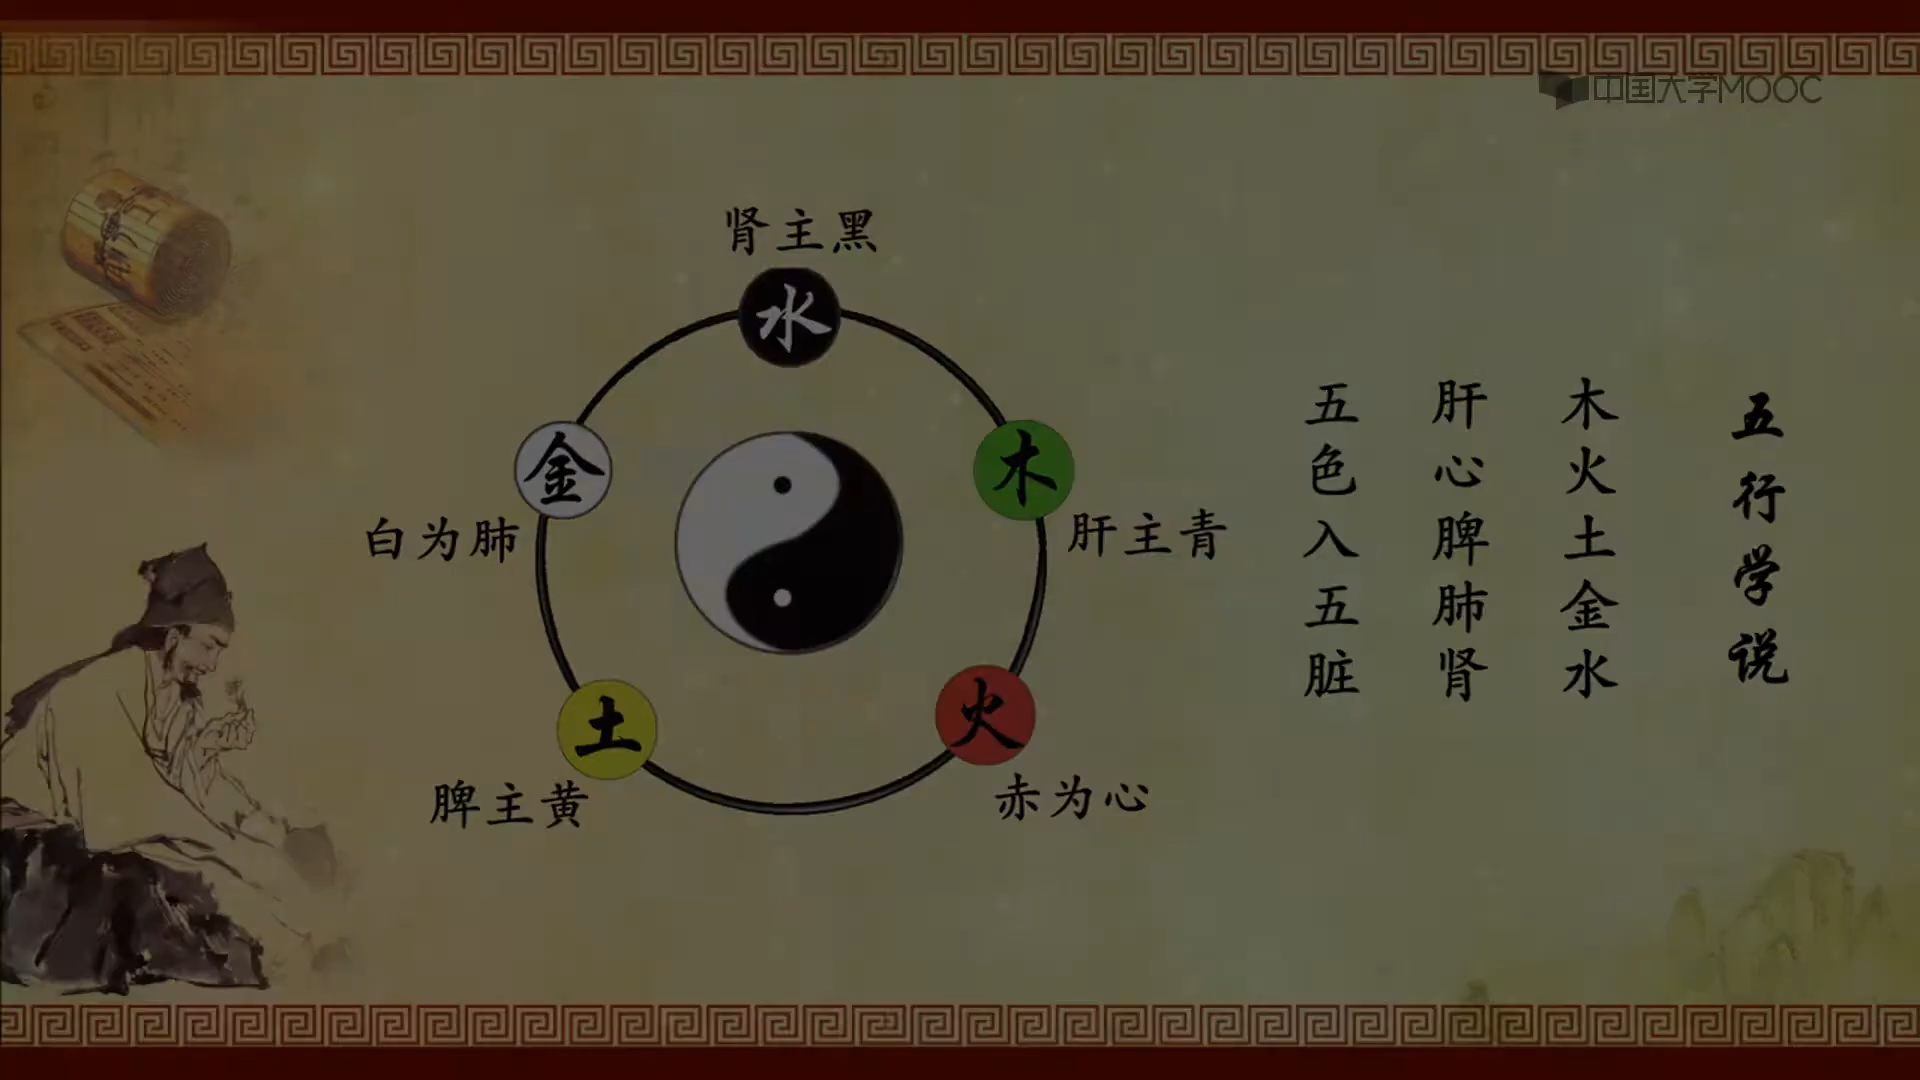 中国大学MOOC
肾主黑
水
金
木
白为肺
肝主青
土
火
脾主黄
赤为心
五行学说
木火土金水
肝心脾肺肾
五色入五脏